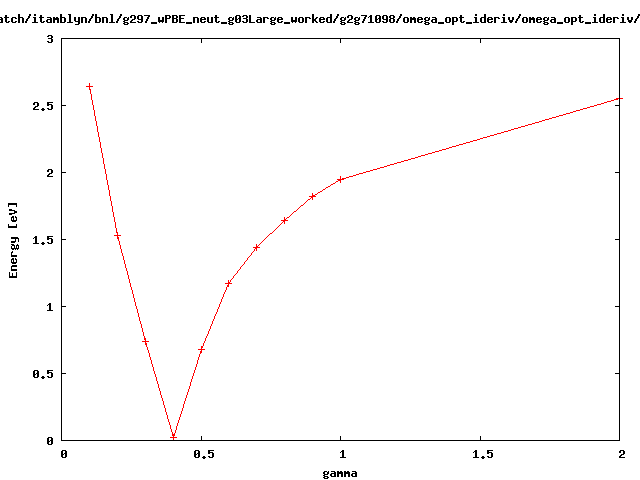 atch/itamblyn/bnl/g297_wPBE_neut_g03Large_worked/g2g71098/omega_opt_ideriv/omega_opt_ideriv/
3
2.5
2
1.5
1
0.5
0
Energy [eV]
0 0.5 1 1.5 2
gamma